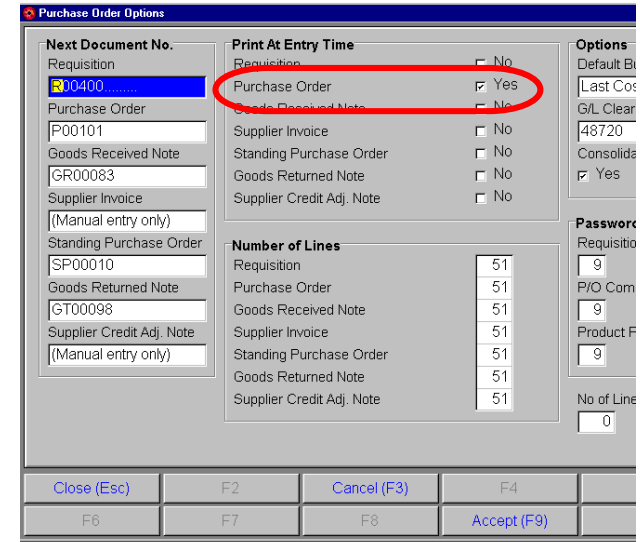 Purchase Order Options
Next Document No.
Requisition
R00400.........
Purchase Order
P00101
Goods Received Note
GR00083
Supplier Invoice
(Manual entry only)
Standing Purchase Order
SP00010
Goods Returned Note
GT00098
Supplier Credit Adj. Note
(Manual entry only)
Print At Entry Time
Requisition No
Purchase Order Yes
Goods Received Note No
Supplier Invoice No
Standing Purchase Order No
Goods Returned Note No
Supplier Credit Adj. Note No
Number of Lines
Requisition 51
Purchase Order 51
Goods Received Note 51
Supplier Invoice 51
Standing Purchase Order 51
Goods Returned Note 51
Supplier Credit Adj. Note 51
Options
Default Bu
Last Cos
G/L Clear
48720
Consolida
Yes
Password
Requisitio
9
P/O Com
9
Product F
9
No of Line
0
Close (Esc) F2 Cancel (F3) F4
F6 F7 F8 Accept (F9)